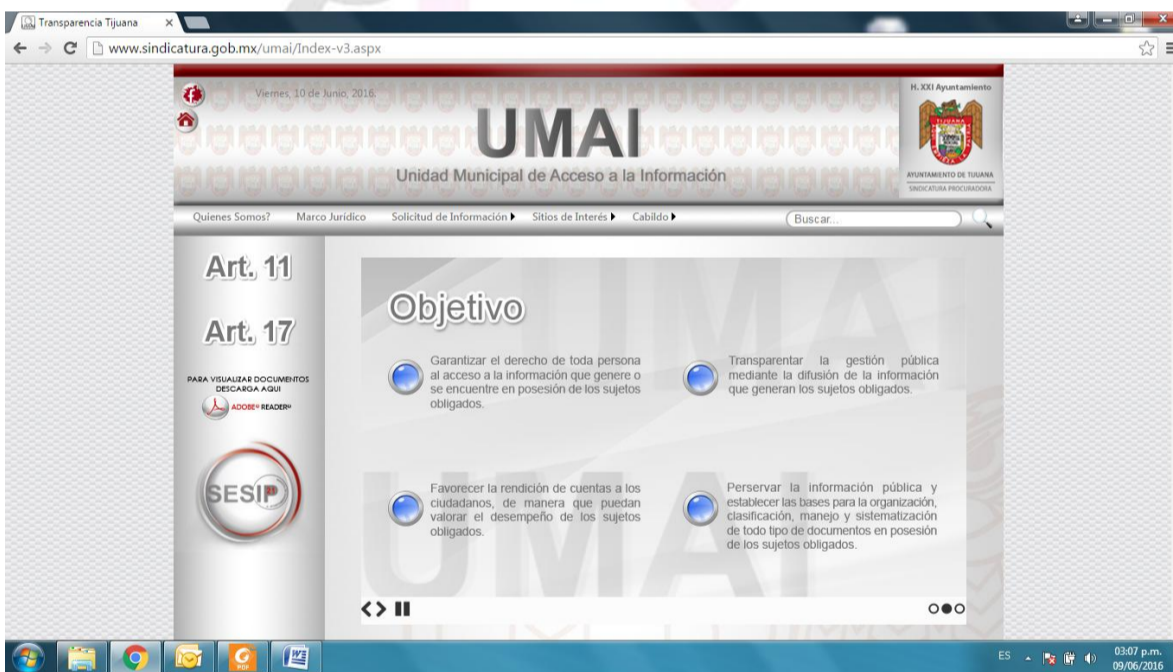 Transparencia Tijuana
www.sindicatura.gob.mx/umai/Index-v3.aspx
Viernes, 10 de Junio, 2016.
H. XXI Ayuntamiento
UMAI
Unidad Municipal de Acceso a la Información
TIJUANA
AYUNTAMIENTO DE TIJUANA
SINDICATURA PROCURADORA
Quienes Somos? Marco Jurídico Solicitud de Información Sitios de Interés Cabildo Buscar...
Art. 11
Art. 17
PARA VISUALIZAR DOCUMENTOS
DESCARGA AQUI
ADOBE® READER®
SESIP
Objetivo
Garantizar el derecho de toda persona
al acceso a la información que genere o
se encuentre en posesión de los sujetos
obligados.
Transparentar la gestión pública
mediante la difusión de la información
que generan los sujetos obligados.
Favorecer la rendición de cuentas a los
ciudadanos, de manera que puedan
valorar el desempeño de los sujetos
obligados.
Perservar la información pública y
establecer las bases para la organización,
clasificación, manejo y sistematización
de todo tipo de documentos en posesión
de los sujetos obligados.
UMAI
UMAI
PDF
ES
03:07 p.m.
09/06/2016